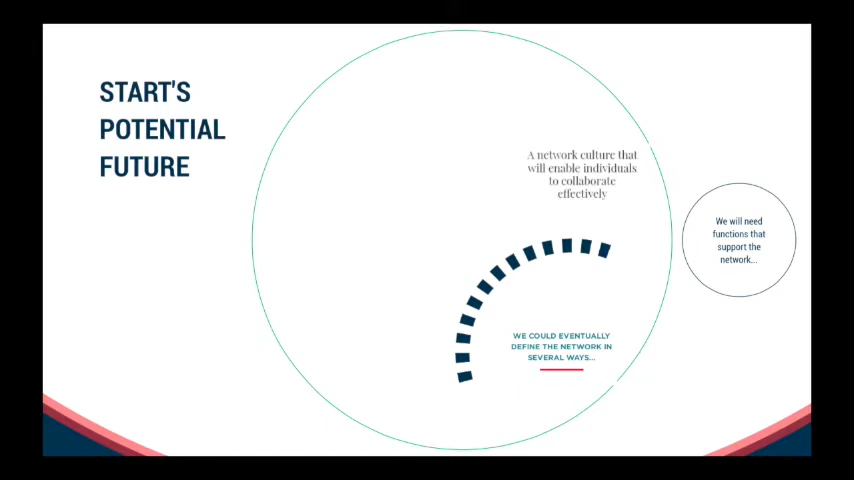 START'S
POTENTIAL
FUTURE
A network culture that
will enable individuals
to collaborate
effectively
We will need
functions that
support the
network...
WE COULD EVENTUALLY
DEFINE THE NETWORK IN
SEVERAL WAYS...